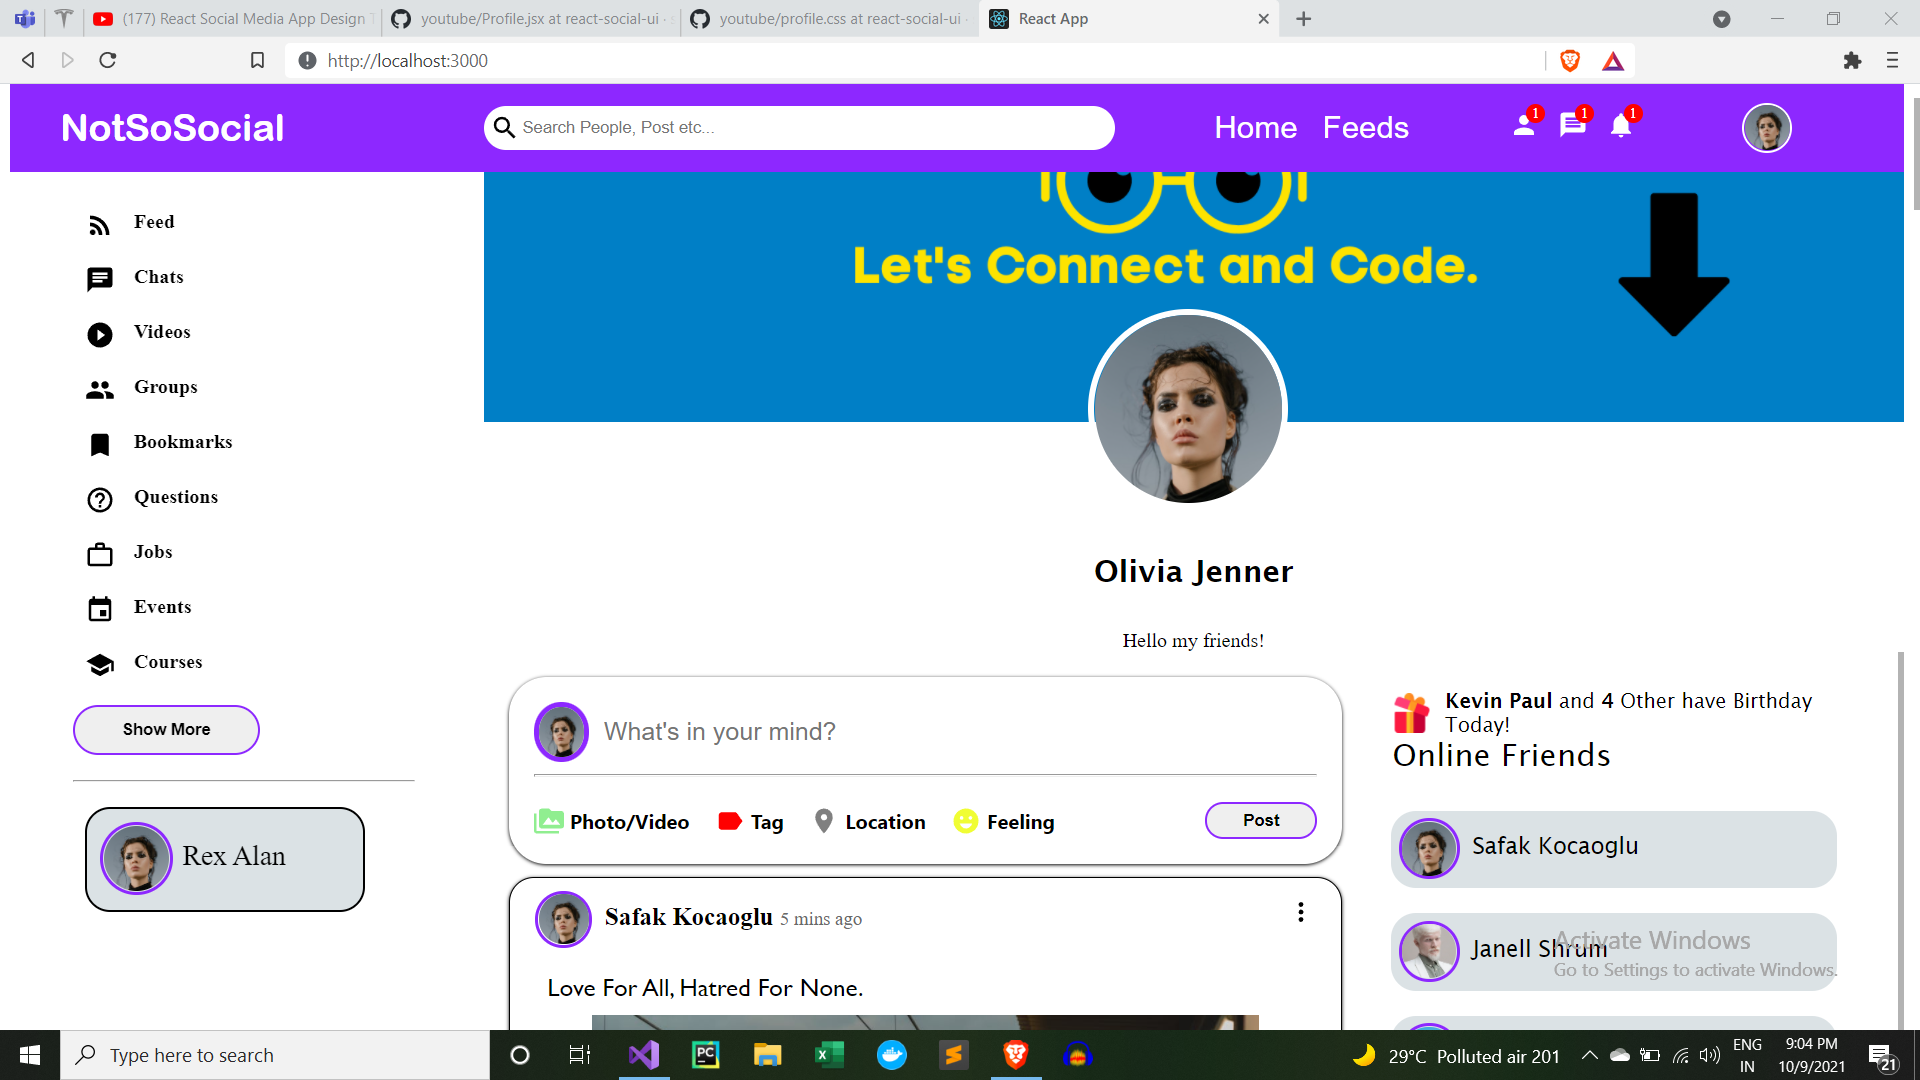 (177) React Social Media App Design
youtube/Profile.jsx at react-social-ui ·
youtube/profile.css at react-social-ui ·
React App
http://localhost:3000
NotSoSocial
Search People, Post etc...
Home Feeds
1 1 1
Let's Connect and Code.
Feed
Chats
Videos
Groups
Bookmarks
Questions
Jobs
Events
Courses
Show More
Rex Alan
Olivia Jenner
Hello my friends!
What's in your mind?
Photo/Video Tag Location Feeling Post
Safak Kocaoglu 5 mins ago
Love For All, Hatred For None.
Kevin Paul and 4 Other have Birthday
Today!
Online Friends
Safak Kocaoglu
Janell Shrum
Activate Windows
Go to Settings to activate Windows.
Type here to search
PC
29°C Polluted air 201
ENG
IN
9:04 PM
10/9/2021
21